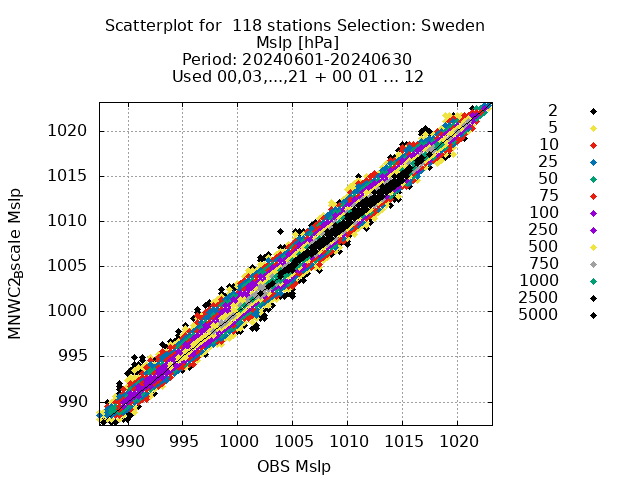 Scatterplot for  118 stations Selection: Sweden
Mslp [hPa]
Period: 20240601-20240630
Used 00,03,...,21 + 00 01 ... 12
1020
1015
1010
1005
1000
995
990
MNWC2_scale Mslp
990 995 1000 1005 1010 1015 1020
OBS Mslp
2
5
10
25
50
75
100
250
500
750
1000
2500
5000